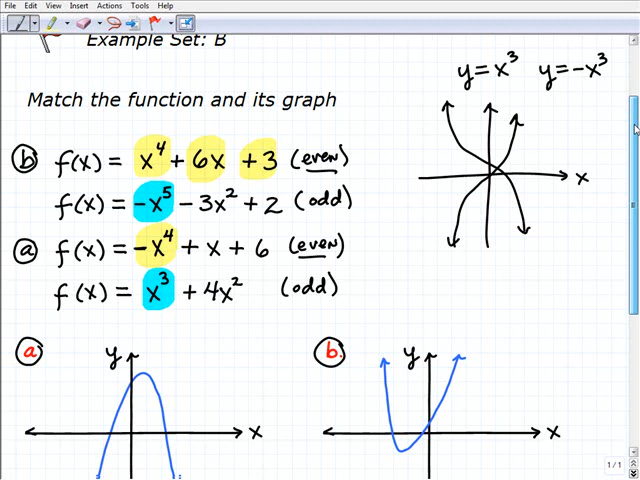 File Edit View Insert Actions Tools Help
Example Set: B
y = x³ y = -x³
Match the function and its graph
x
b f(x) = x⁴ + 6x + 3 (even)
f(x) = -x⁵ - 3x² + 2 (odd)
a f(x) = -x⁴ + x + 6 (even)
f(x) = x³ + 4x² (odd)
a y x
b. y x
1/1